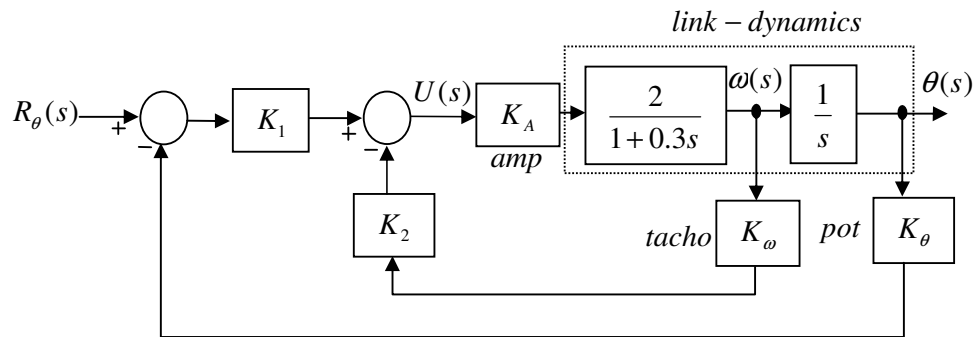 link – dynamics
R_θ(s)
+
−
K_1
+
−
U(s)
K_A
amp
2
1 + 0.3s
ω(s)
1
s
θ(s)
K_2
tacho
K_ω
pot
K_θ